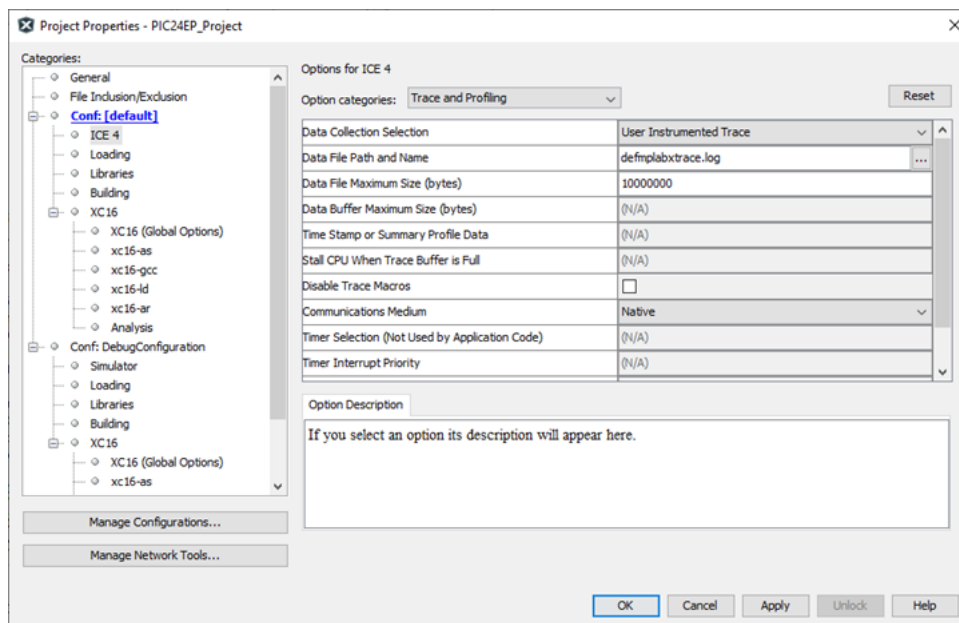 Project Properties - PIC24EP_Project
Categories:
General
File Inclusion/Exclusion
Conf: [default]
ICE 4
Loading
Libraries
Building
XC16
XC16 (Global Options)
xc16-as
xc16-gcc
xc16-ld
xc16-ar
Analysis
Conf: DebugConfiguration
Simulator
Loading
Libraries
Building
XC16
XC16 (Global Options)
xc16-as
Manage Configurations...
Manage Network Tools...
Options for ICE 4
Option categories: Trace and Profiling Reset
Data Collection Selection User Instrumented Trace
Data File Path and Name defmplabxtrace.log ...
Data File Maximum Size (bytes) 10000000
Data Buffer Maximum Size (bytes) (N/A)
Time Stamp or Summary Profile Data (N/A)
Stall CPU When Trace Buffer is Full (N/A)
Disable Trace Macros
Communications Medium Native
Timer Selection (Not Used by Application Code) (N/A)
Timer Interrupt Priority (N/A)
Option Description
If you select an option its description will appear here.
OK Cancel Apply Unlock Help